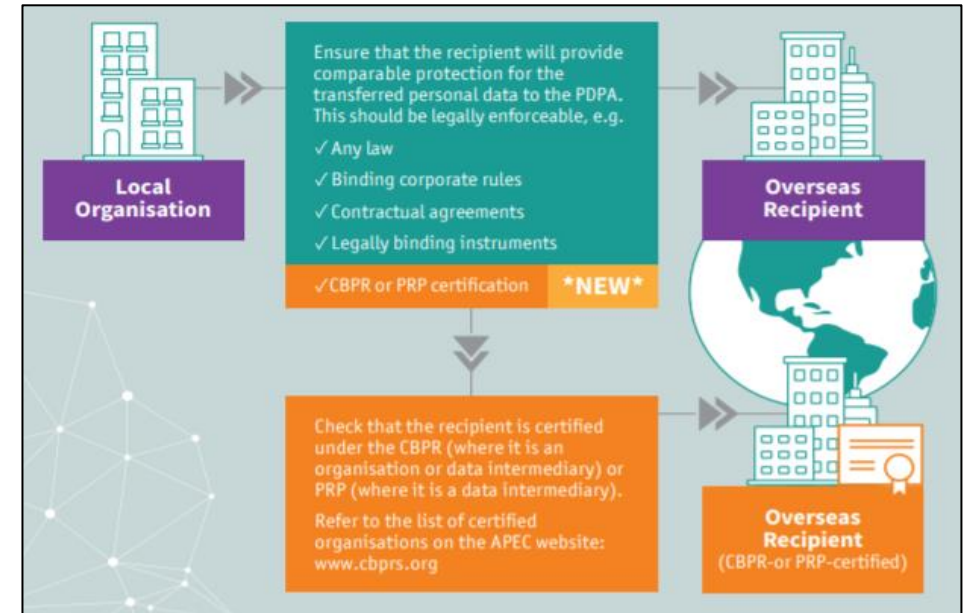 Local
Organisation
Ensure that the recipient will provide
comparable protection for the
transferred personal data to the PDPA.
This should be legally enforceable, e.g.
✓ Any law
✓ Binding corporate rules
✓ Contractual agreements
✓ Legally binding instruments
✓ CBPR or PRP certification *NEW*
Overseas
Recipient
Check that the recipient is certified
under the CBPR (where it is an
organisation or data intermediary) or
PRP (where it is a data intermediary).
Refer to the list of certified
organisations on the APEC website:
www.cbprs.org
Overseas
Recipient
(CBPR-or PRP-certified)